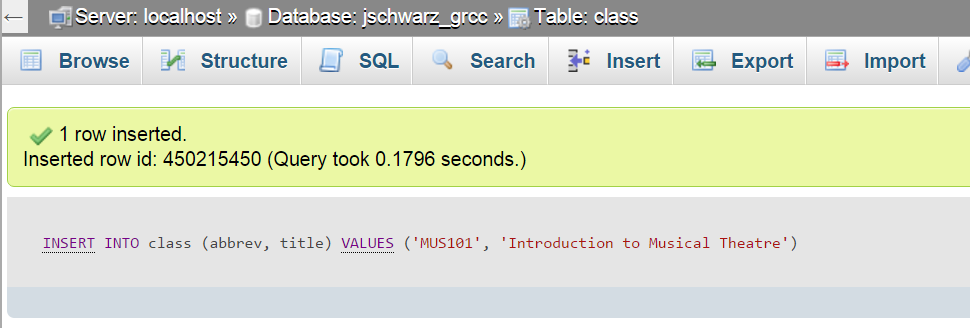 Server: localhost » Database: jschwarz_grcc » Table: class
Browse Structure SQL Search Insert Export Import
1 row inserted.
Inserted row id: 450215450 (Query took 0.1796 seconds.)
INSERT INTO class (abbrev, title) VALUES ('MUS101', 'Introduction to Musical Theatre')